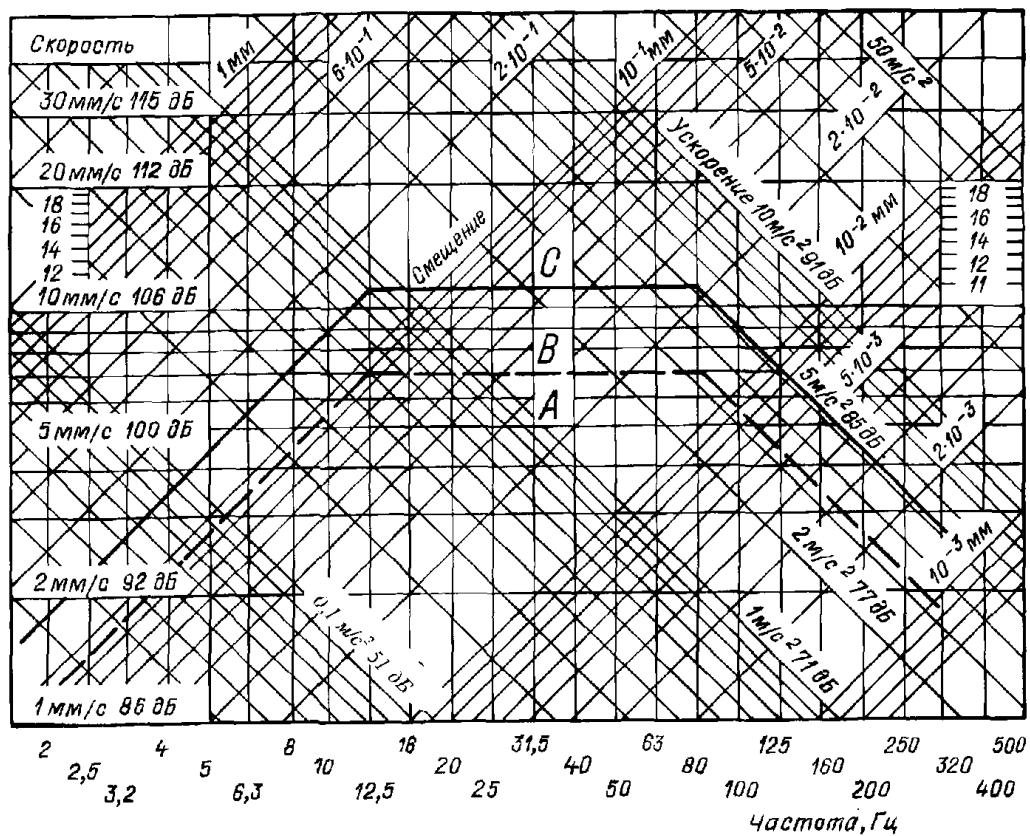 Скорость
1 мм
6·10⁻¹
2·10⁻¹
10⁻¹ мм
5·10⁻²
50 м/с²
2·10⁻²
30 мм/с 115 дБ
20 мм/с 112 дБ
18
16
14
12
10 мм/с 106 дБ
Смещение
Ускорение 10 м/с² 91 дБ
10⁻² мм
18
16
14
12
11
C
B
A
5·10⁻³
5 м/с² 85 дБ
2·10⁻³
5 мм/с 100 дБ
2 мм/с 92 дБ
10⁻³ мм
2 м/с² 77 дБ
0,1 м/с² 51 дБ
1 м/с² 71 дБ
1 мм/с 86 дБ
2 4 8 16 31,5 63 125 250 500
2,5 5 10 20 40 80 160 320
3,2 6,3 12,5 25 50 100 200 400
Частота, Гц